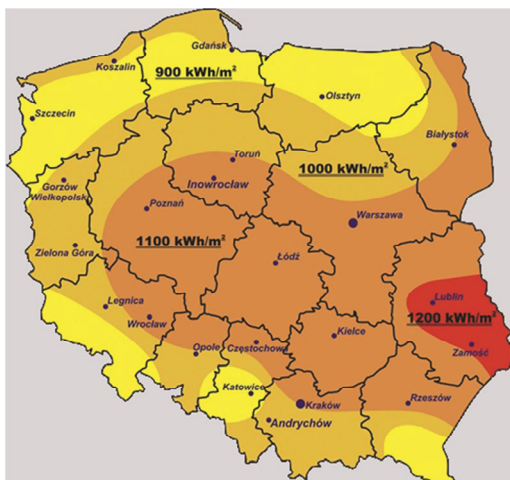 Gdańsk
Koszalin
900 kWh/m²
Olsztyn
Szczecin
Białystok
Toruń
1000 kWh/m²
Inowrocław
Gorzów
Wielkopolski
Poznań
Warszawa
1100 kWh/m²
Zielona Góra
Łódź
Legnica
Lublin
Wrocław
1200 kWh/m²
Kielce
Opole
Częstochowa
Zamość
Katowice
Kraków
Rzeszów
Andrychów